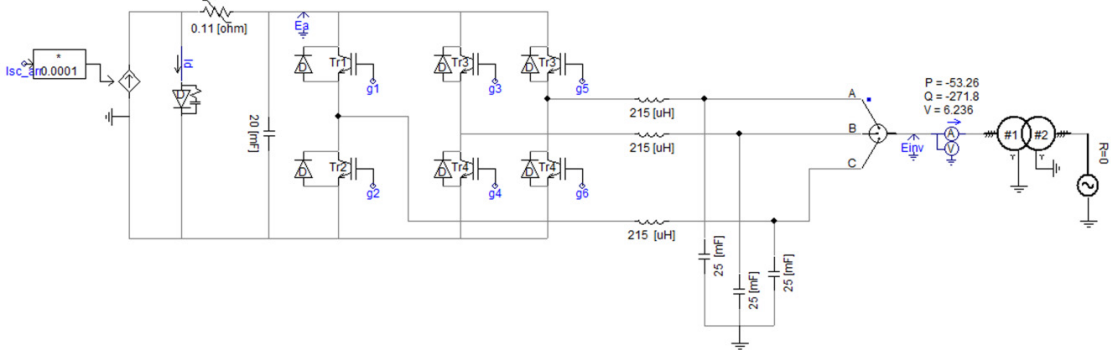 0.11 [ohm]
Isc_arr
*
0.0001
Id
D
Ea
20 [mF]
D
Tr1
g1
D
Tr3
g3
D
Tr3
g5
D
Tr2
g2
D
Tr4
g4
D
Tr4
g6
215 [uH]
215 [uH]
215 [uH]
25 [mF]
25 [mF]
25 [mF]
A
B
C
Einv
P = -53.26
Q = -271.8
V = 6.236
A
V
#1
#2
Y
Y
R=0